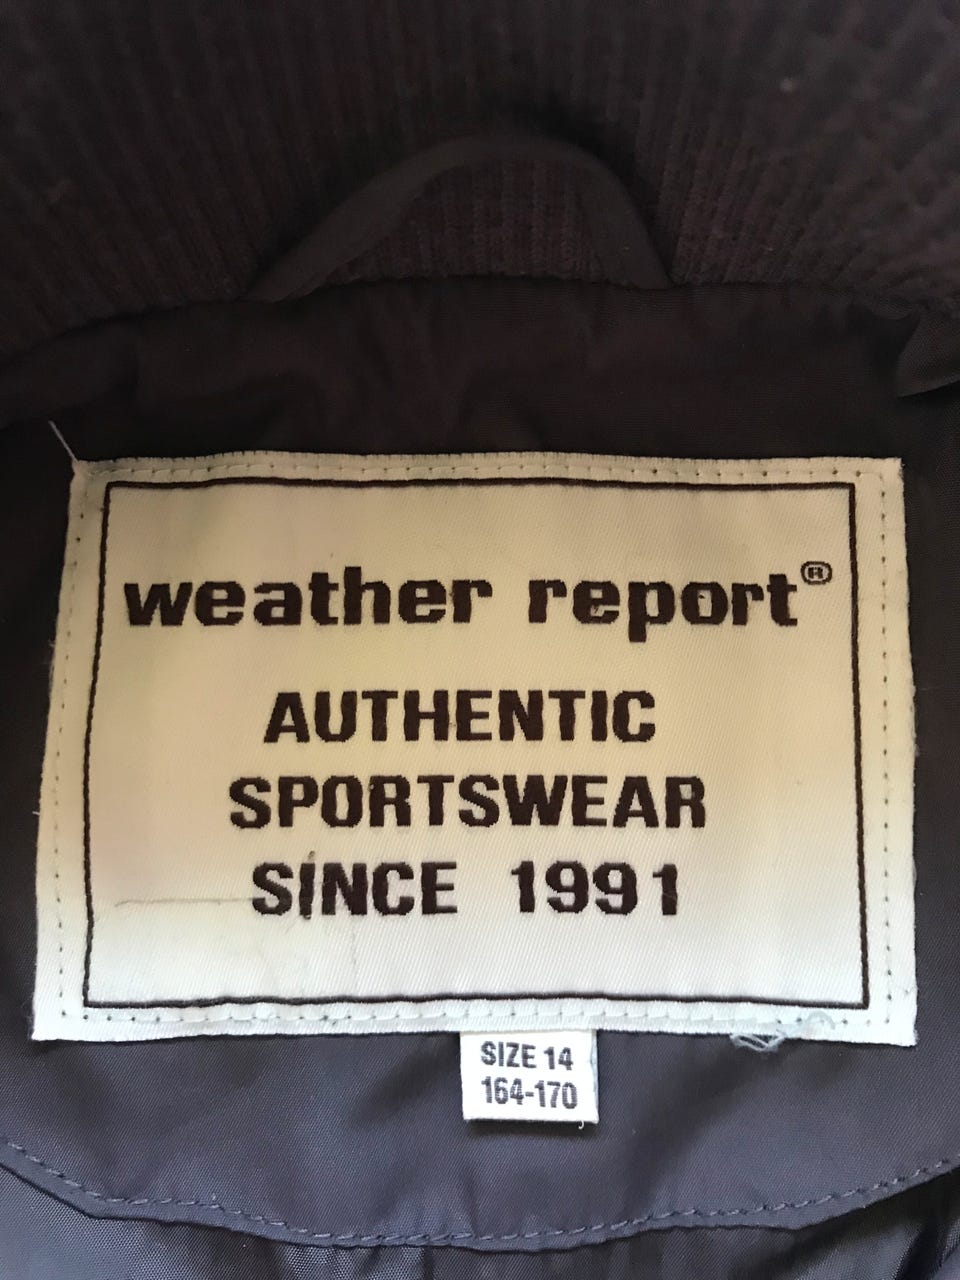 weather report®
AUTHENTIC
SPORTSWEAR
SINCE 1991
SIZE 14
164-170